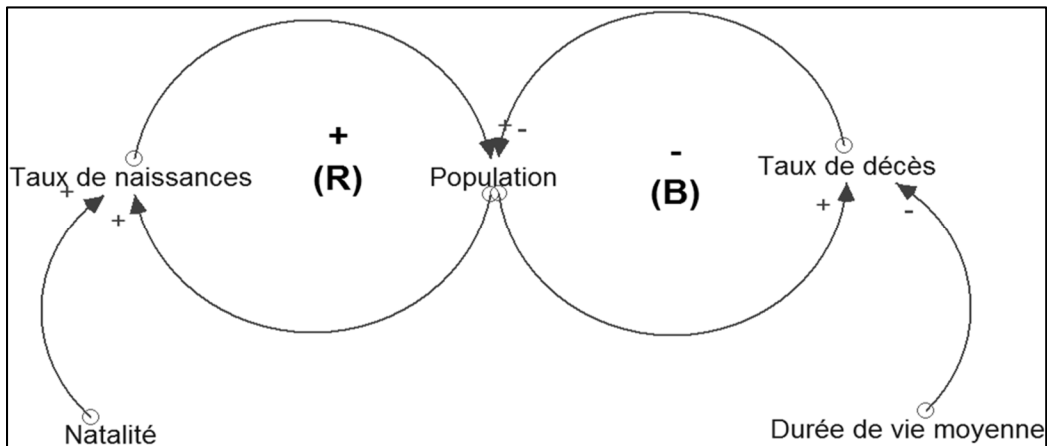 +
(R)
+ -
-
(B)
Taux de naissances
Population
Taux de décès
+
+
+
-
Natalité
Durée de vie moyenne